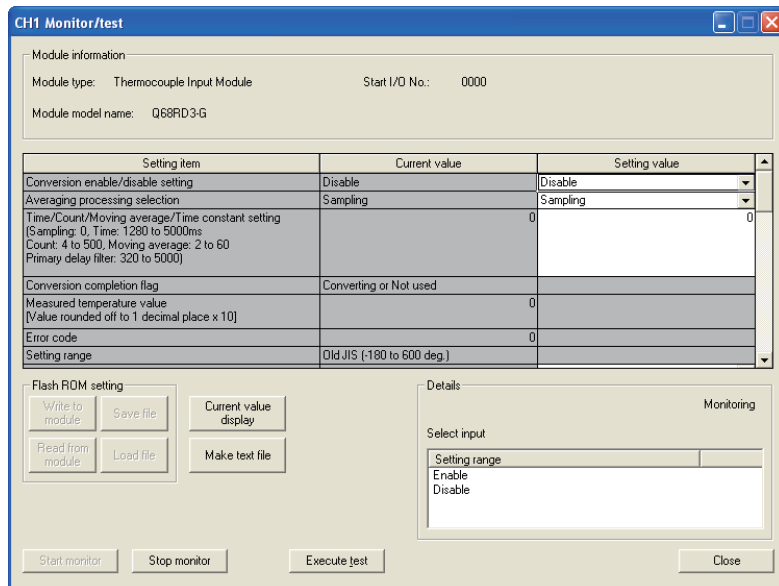 CH1 Monitor/test
Module information
Module type: Thermocouple Input Module Start I/O No.: 0000
Module model name: Q68RD3-G
Setting item Current value Setting value
Conversion enable/disable setting Disable Disable
Averaging processing selection Sampling Sampling
Time/Count/Moving average/Time constant setting 0 0
(Sampling: 0, Time: 1280 to 5000ms
Count: 4 to 500, Moving average: 2 to 60
Primary delay filter: 320 to 5000)
Conversion completion flag Converting or Not used
Measured temperature value 0
[Value rounded off to 1 decimal place x 10]
Error code 0
Setting range Old JIS (-180 to 600 deg.)
Flash ROM setting
Write to
module
Save file
Current value
display
Read from
module
Load file
Make text file
Details
Monitoring
Select input
Setting range
Enable
Disable
Start monitor Stop monitor Execute test Close